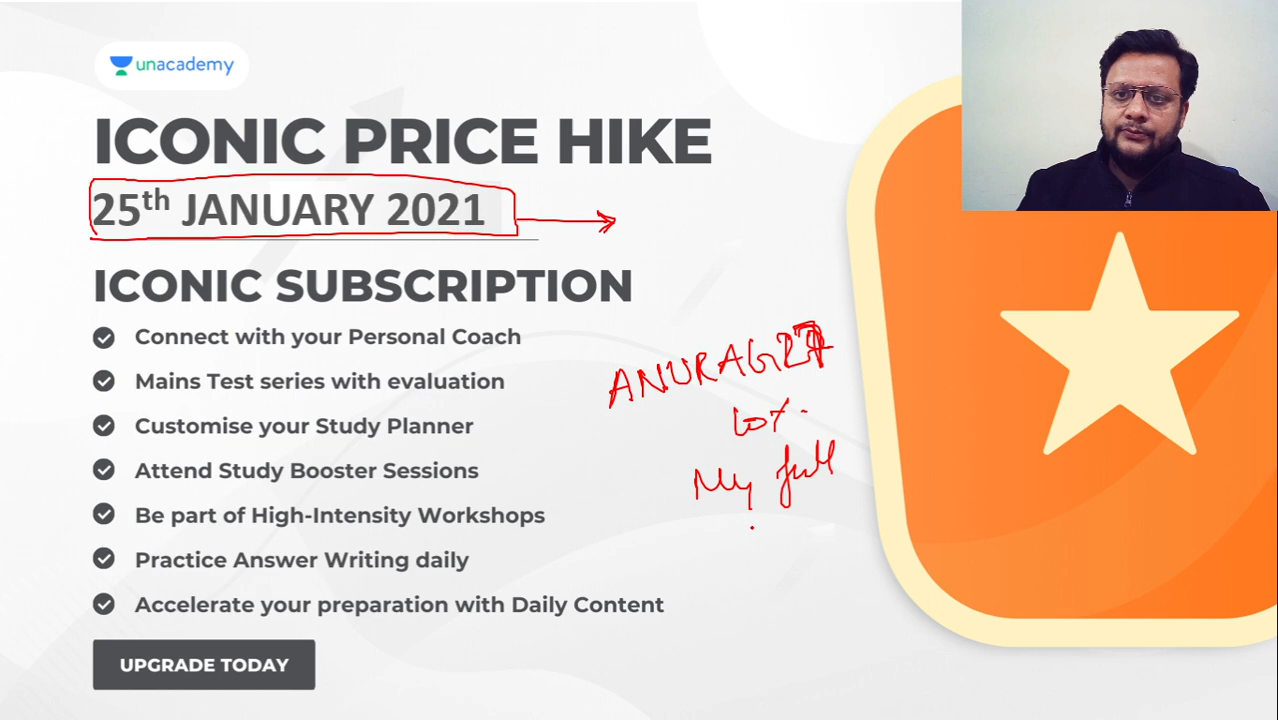 unacademy
ICONIC PRICE HIKE
25th JANUARY 2021
ICONIC SUBSCRIPTION
Connect with your Personal Coach
Mains Test series with evaluation
Customise your Study Planner
Attend Study Booster Sessions
Be part of High-Intensity Workshops
Practice Answer Writing daily
Accelerate your preparation with Daily Content
UPGRADE TODAY
ANURAG27
10%.
My full